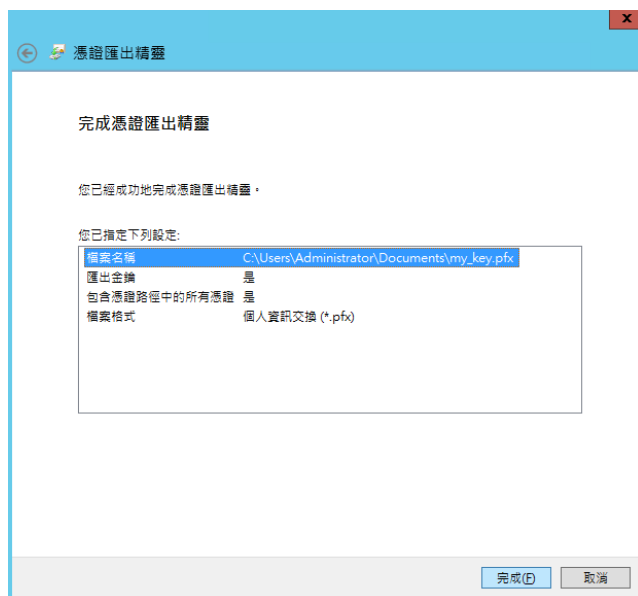 x
憑證匯出精靈
完成憑證匯出精靈
您已經成功地完成憑證匯出精靈。
您已指定下列設定:
檔案名稱 C:\Users\Administrator\Documents\my_key.pfx
匯出金鑰 是
包含憑證路徑中的所有憑證 是
檔案格式 個人資訊交換 (*.pfx)
完成(F) 取消